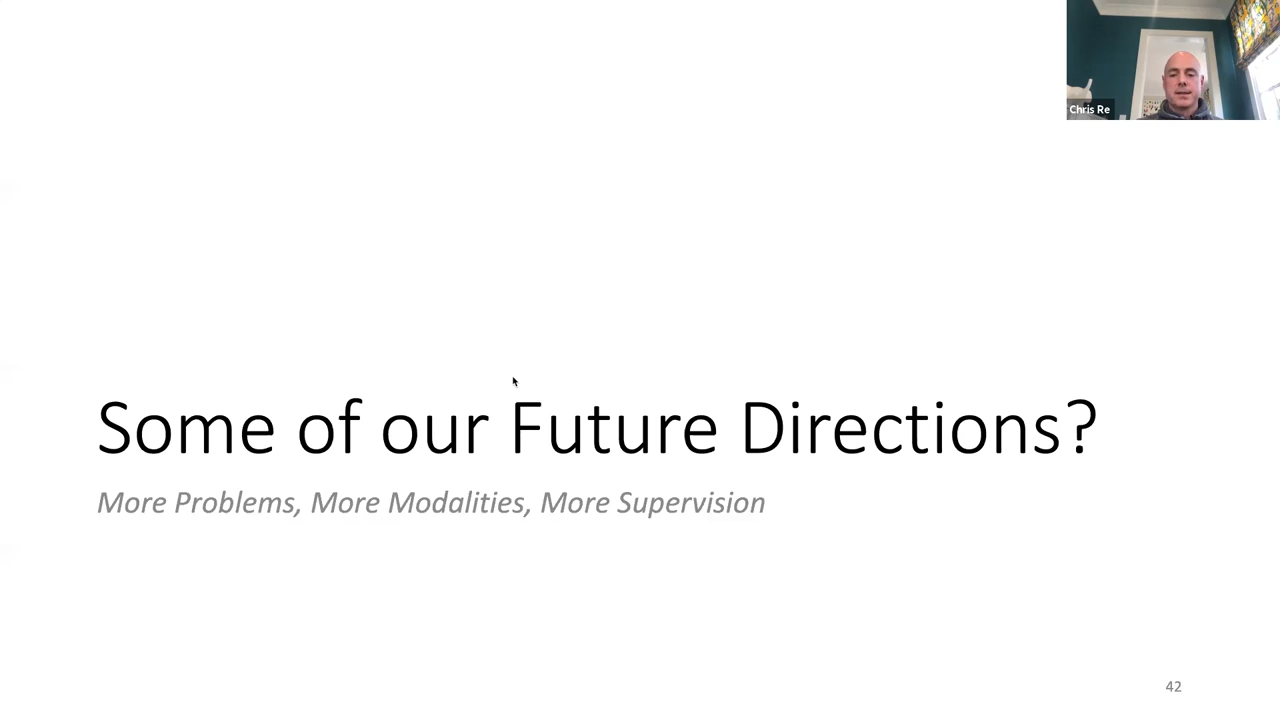 Chris Re
Some of our Future Directions?
More Problems, More Modalities, More Supervision
42